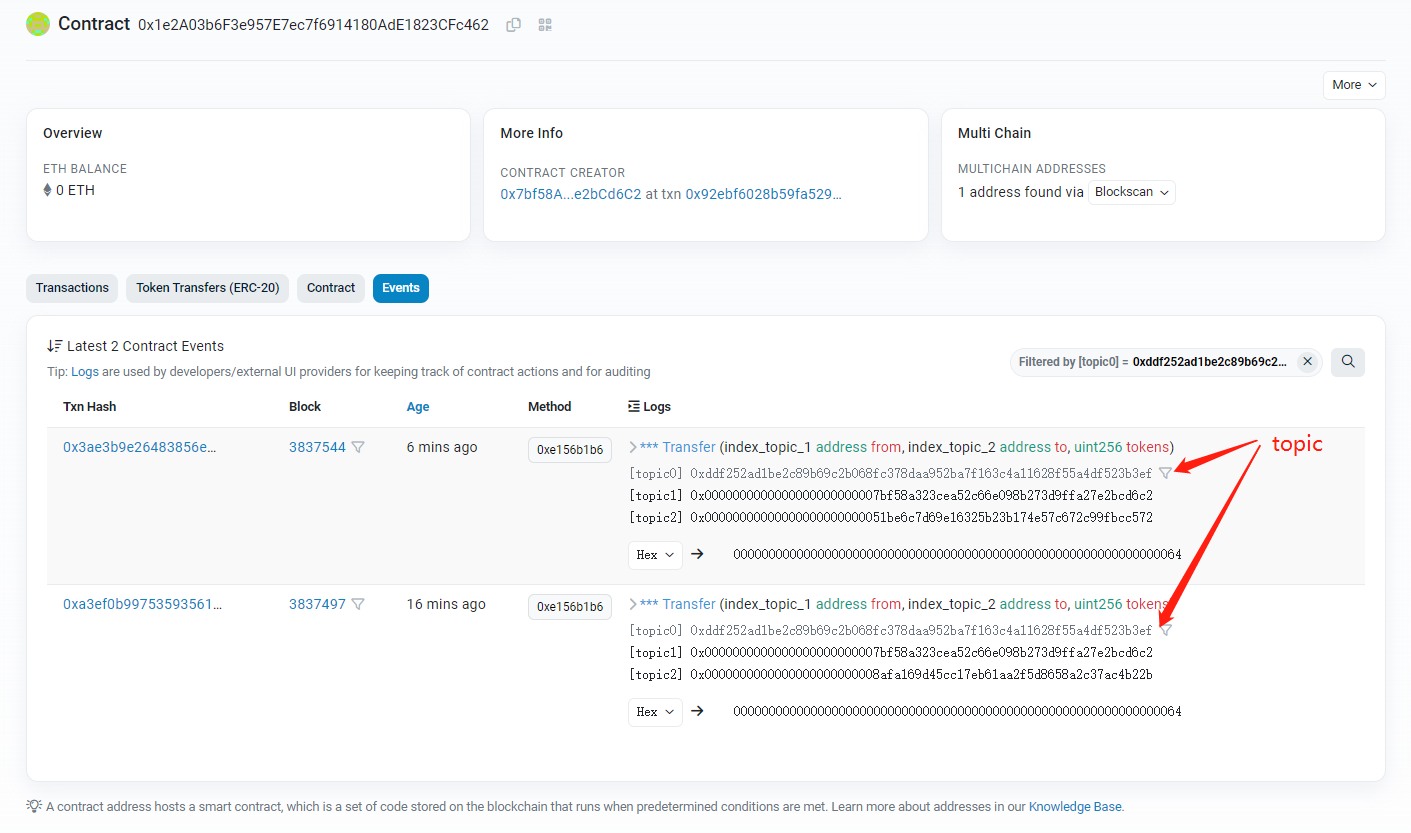 Contract 0x1e2A03b6F3e957E7ec7f6914180AdE1823CFc462
More
Overview
ETH BALANCE
0 ETH
More Info
CONTRACT CREATOR
0x7bf58A...e2bCd6C2 at txn 0x92ebf6028b59fa529...
Multi Chain
MULTICHAIN ADDRESSES
1 address found via Blockscan
Transactions Token Transfers (ERC-20) Contract Events
Latest 2 Contract Events
Tip: Logs are used by developers/external UI providers for keeping track of contract actions and for auditing
Filtered by [topic0] = 0xddf252ad1be2c89b69c2...
Txn Hash Block Age Method Logs
0x3ae3b9e26483856e... 3837544 6 mins ago 0xe156b1b6 *** Transfer (index_topic_1 address from, index_topic_2 address to, uint256 tokens)
topic
[topic0] 0xddf252ad1be2c89b69c2b068fc378daa952ba7f163c4a11628f55a4df523b3ef
[topic1] 0x0000000000000000000000007bf58a323cea52c66e098b273d9ffa27e2bcd6c2
[topic2] 0x00000000000000000000000051be6c7d69e16325b23b174e57c672c99fbcc572
Hex 0000000000000000000000000000000000000000000000000000000000000064
0xa3ef0b99753593561... 3837497 16 mins ago 0xe156b1b6 *** Transfer (index_topic_1 address from, index_topic_2 address to, uint256 tokens
[topic0] 0xddf252ad1be2c89b69c2b068fc378daa952ba7f163c4a11628f55a4df523b3ef
[topic1] 0x0000000000000000000000007bf58a323cea52c66e098b273d9ffa27e2bcd6c2
[topic2] 0x0000000000000000000000008afa169d45cc17eb61aa2f5d8658a2c37ac4b22b
Hex 0000000000000000000000000000000000000000000000000000000000000064
A contract address hosts a smart contract, which is a set of code stored on the blockchain that runs when predetermined conditions are met. Learn more about addresses in our Knowledge Base.